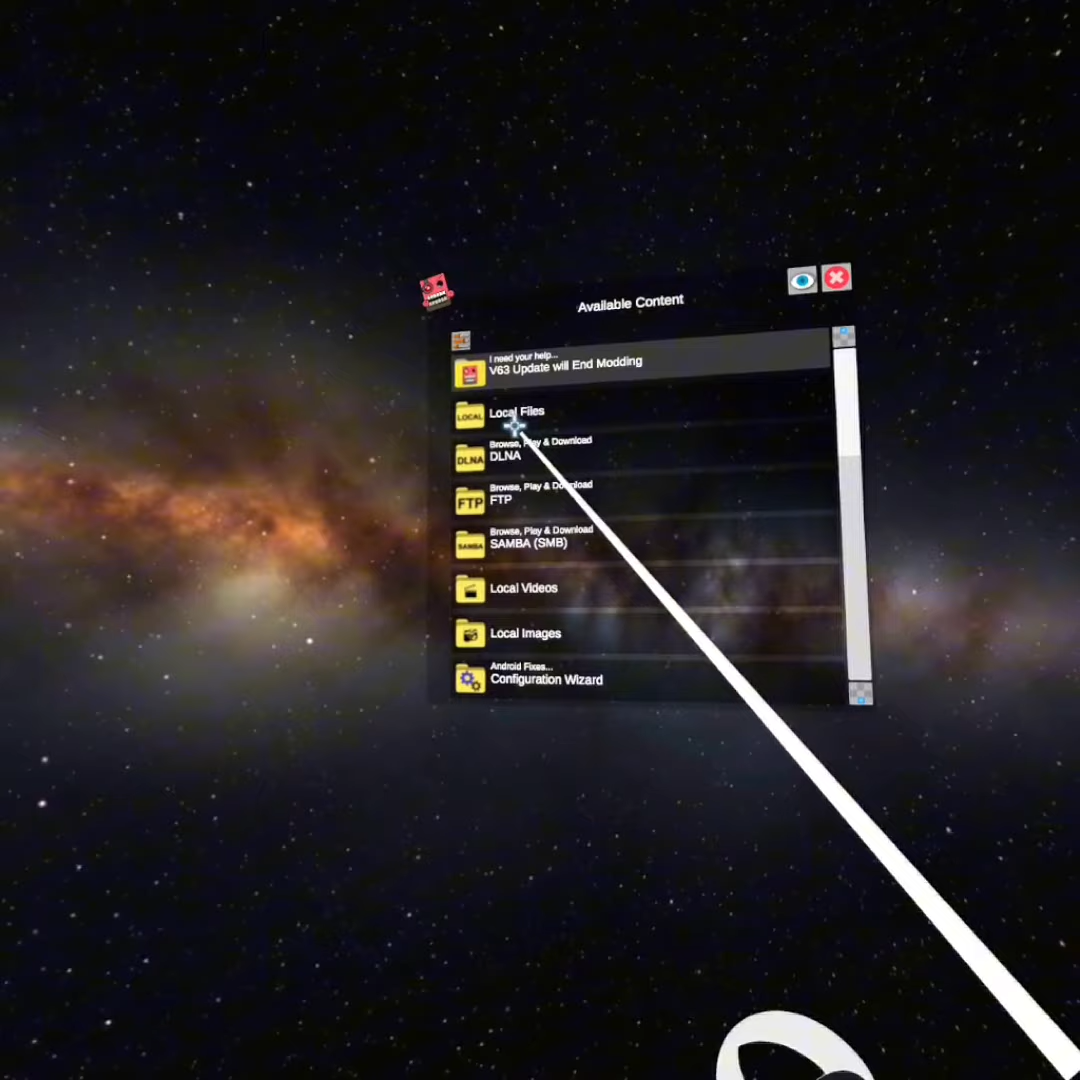 Available Content
I need your help...
V63 Update will End Modding
LOCAL
Local Files
Browse, Play & Download
DLNA
DLNA
Browse, Play & Download
FTP
FTP
Browse, Play & Download
SAMBA
SAMBA (SMB)
Local Videos
Local Images
Android Fixes...
Configuration Wizard